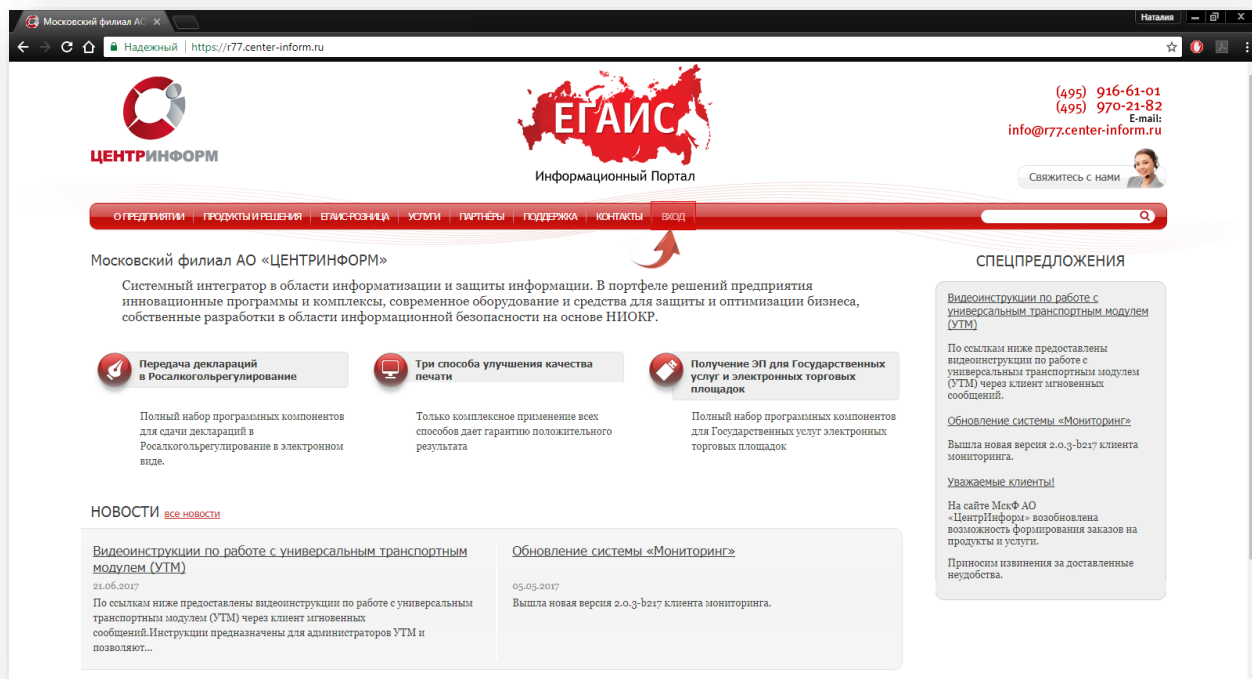 Московский филиал АО
Наталия
Надежный
https://r77.center-inform.ru
ЦЕНТРИНФОРМ
ЕГАИС
Информационный Портал
(495) 916-61-01
(495) 970-21-82
E-mail:
info@r77.center-inform.ru
Свяжитесь с нами
О ПРЕДПРИЯТИИ ПРОДУКТЫ И РЕШЕНИЯ ЕГАИС-РОЗНИЦА УСЛУГИ ПАРТНЁРЫ ПОДДЕРЖКА КОНТАКТЫ ВХОД
Московский филиал АО «ЦЕНТРИНФОРМ»
Системный интегратор в области информатизации и защиты информации. В портфеле решений предприятия
инновационные программы и комплексы, современное оборудование и средства для защиты и оптимизации бизнеса,
собственные разработки в области информационной безопасности на основе НИОКР.
Передача деклараций
в Росалкогольрегулирование
Полный набор программных компонентов
для сдачи деклараций в
Росалкогольрегулирование в электронном
виде.
Три способа улучшения качества
печати
Только комплексное применение всех
способов дает гарантию положительного
результата
Получение ЭП для Государственных
услуг и электронных торговых
площадок
Полный набор программных компонентов
для Государственных услуг электронных
торговых площадок
НОВОСТИ все новости
Видеоинструкции по работе с универсальным транспортным
модулем (УТМ)
21.06.2017
По ссылкам ниже предоставлены видеоинструкции по работе с универсальным
транспортным модулем (УТМ) через клиент мгновенных
сообщений.Инструкции предназначены для администраторов УТМ и
позволяют...
Обновление системы «Мониторинг»
05.05.2017
Вышла новая версия 2.0.3-b217 клиента мониторинга.
СПЕЦПРЕДЛОЖЕНИЯ
Видеоинструкции по работе с
универсальным транспортным модулем
(УТМ)
По ссылкам ниже предоставлены
видеоинструкции по работе с
универсальным транспортным модулем
(УТМ) через клиент мгновенных
сообщений.
Обновление системы «Мониторинг»
Вышла новая версия 2.0.3-b217 клиента
мониторинга.
Уважаемые клиенты!
На сайте МскФ АО
«ЦентрИнформ» возобновлена
возможность формирования заказов на
продукты и услуги.
Приносим извинения за доставленные
неудобства.